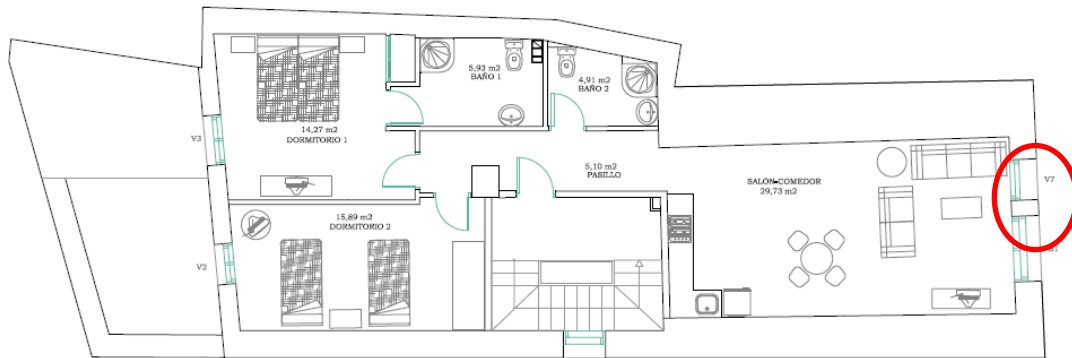 5,93 m2
BAÑO 1
4,91 m2
BAÑO 2
14,27 m2
DORMITORIO 1
V3
5,10 m2
PASILLO
SALÓN-COMEDOR
29,73 m2
V7
15,89 m2
DORMITORIO 2
V2